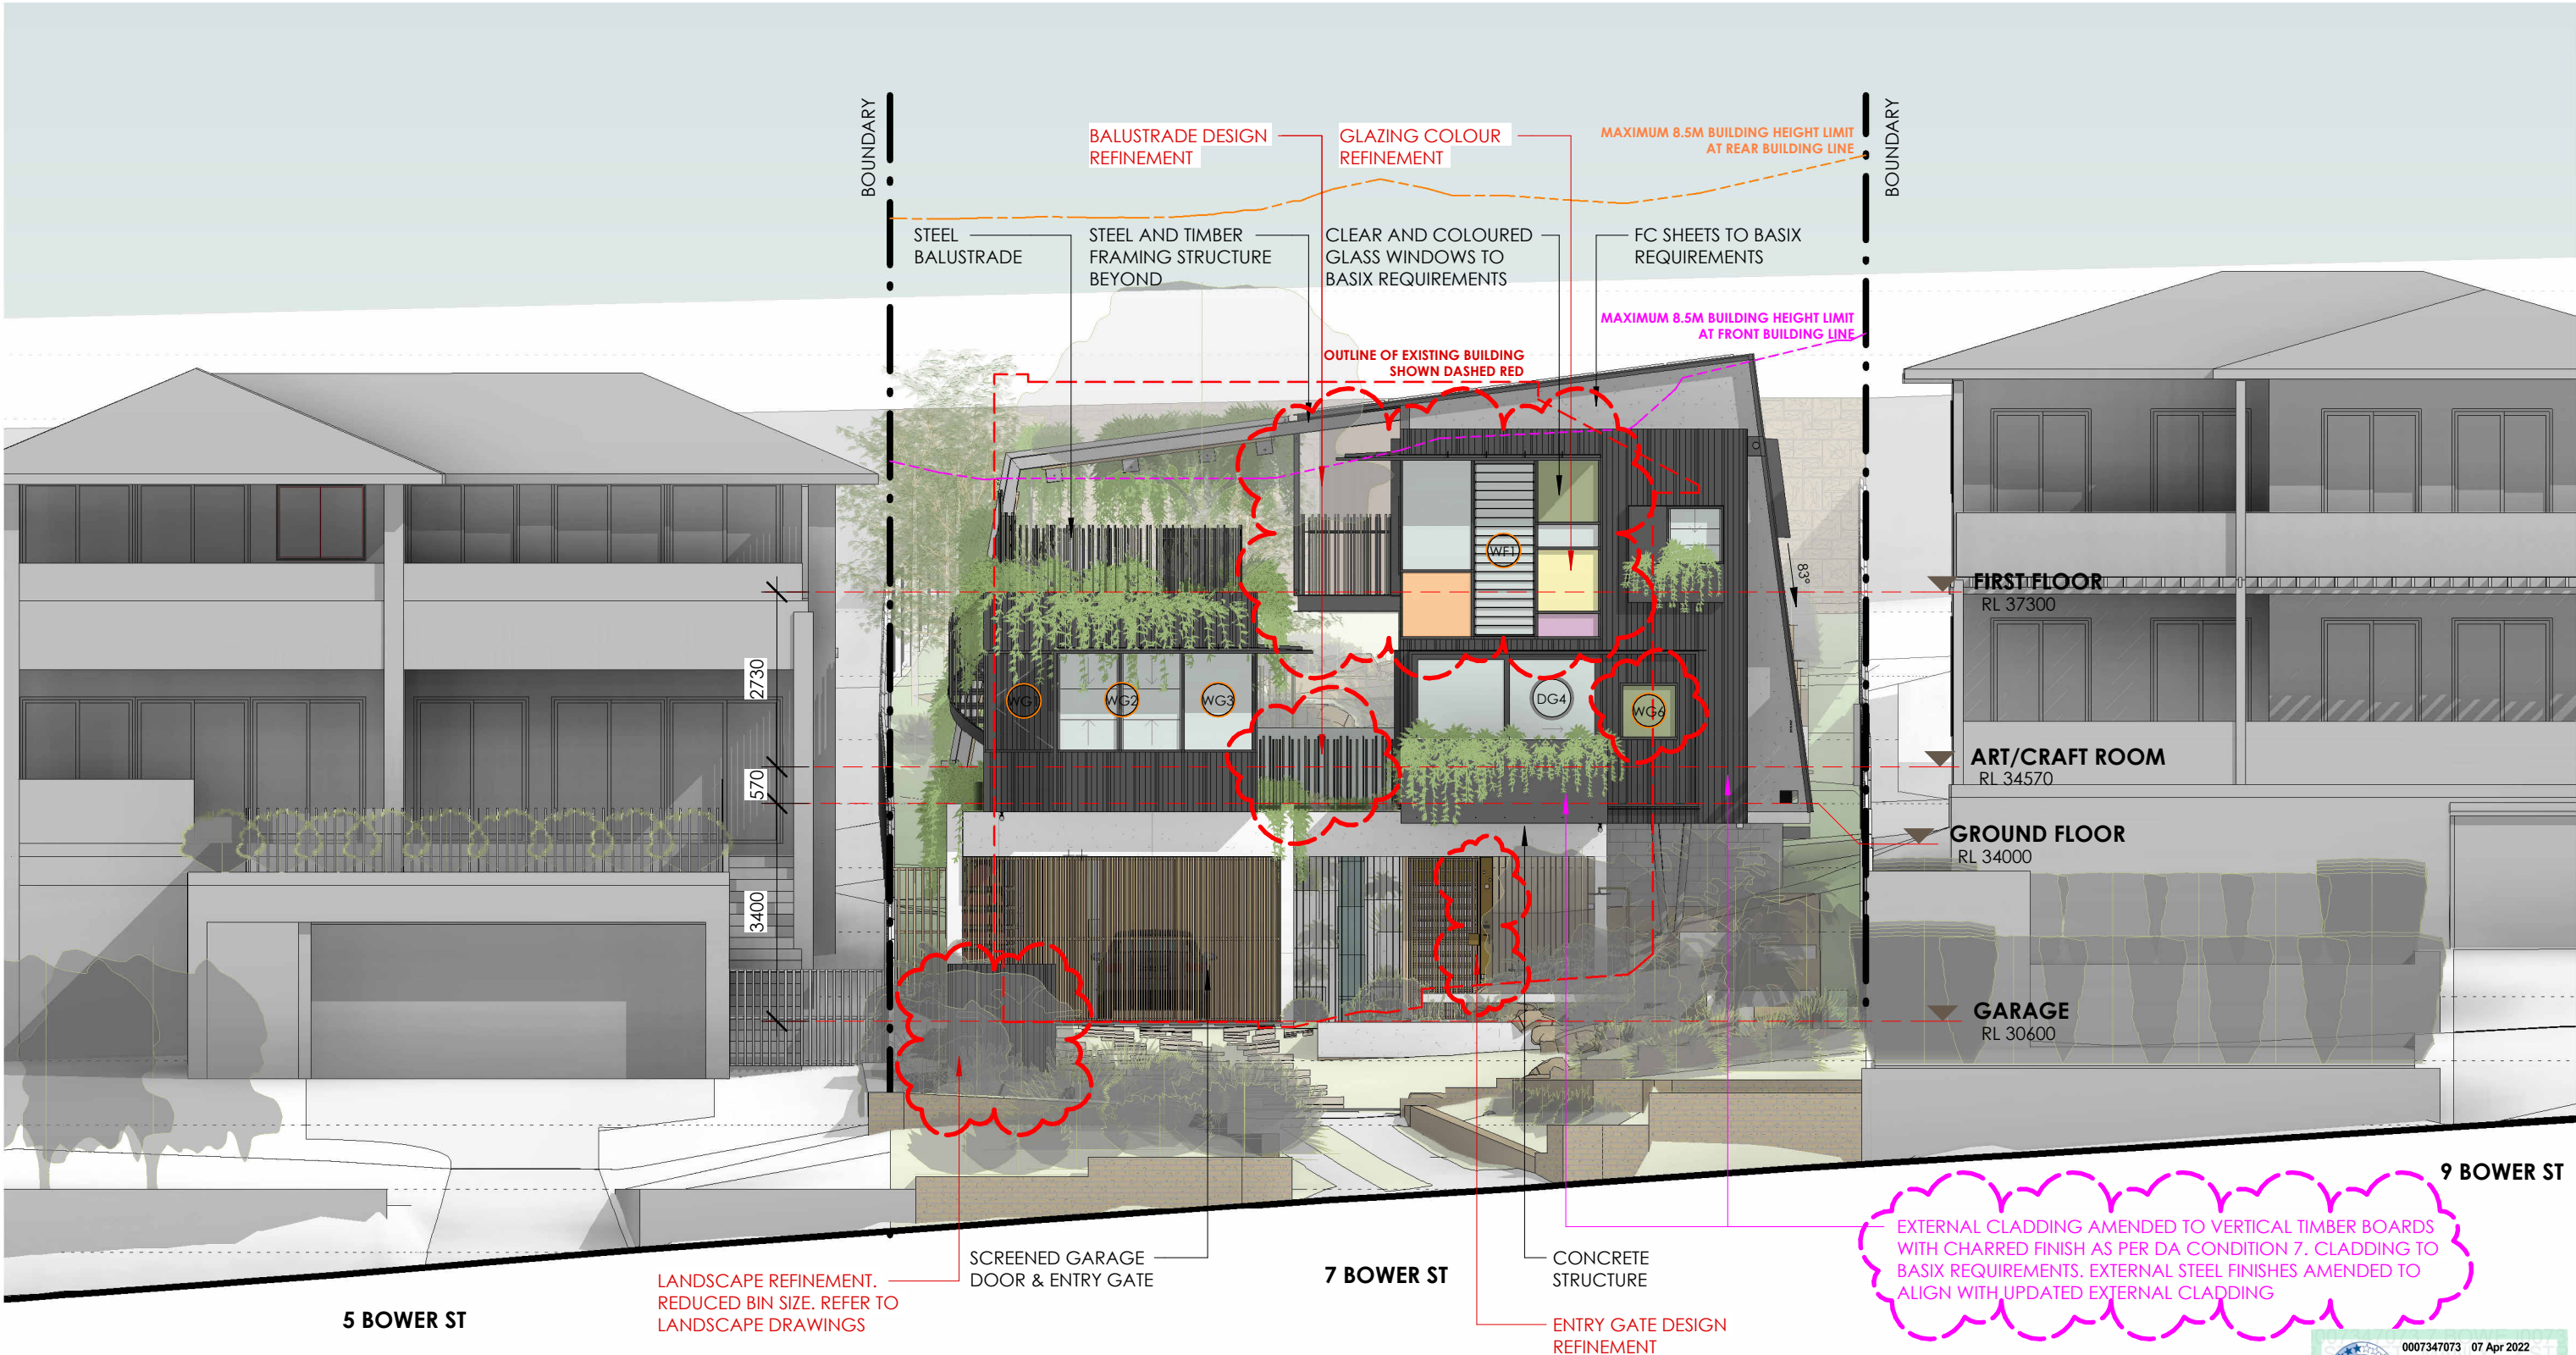 BOUNDARY
BALUSTRADE DESIGN
REFINEMENT
GLAZING COLOUR
REFINEMENT
MAXIMUM 8.5M BUILDING HEIGHT LIMIT
AT REAR BUILDING LINE
BOUNDARY
STEEL
BALUSTRADE
STEEL AND TIMBER
FRAMING STRUCTURE
BEYOND
CLEAR AND COLOURED
GLASS WINDOWS TO
BASIX REQUIREMENTS
FC SHEETS TO BASIX
REQUIREMENTS
MAXIMUM 8.5M BUILDING HEIGHT LIMIT
AT FRONT BUILDING LINE
OUTLINE OF EXISTING BUILDING
SHOWN DASHED RED
WF1
83°
FIRST FLOOR
RL 37300
2730
WG1
WG2
WG3
DG4
WG6
570
ART/CRAFT ROOM
RL 34570
GROUND FLOOR
RL 34000
3400
GARAGE
RL 30600
9 BOWER ST
EXTERNAL CLADDING AMENDED TO VERTICAL TIMBER BOARDS
WITH CHARRED FINISH AS PER DA CONDITION 7. CLADDING TO
BASIX REQUIREMENTS. EXTERNAL STEEL FINISHES AMENDED TO
ALIGN WITH UPDATED EXTERNAL CLADDING
SCREENED GARAGE
DOOR & ENTRY GATE
7 BOWER ST
CONCRETE
STRUCTURE
LANDSCAPE REFINEMENT.
REDUCED BIN SIZE. REFER TO
LANDSCAPE DRAWINGS
5 BOWER ST
ENTRY GATE DESIGN
REFINEMENT
0007347073 07 Apr 2022